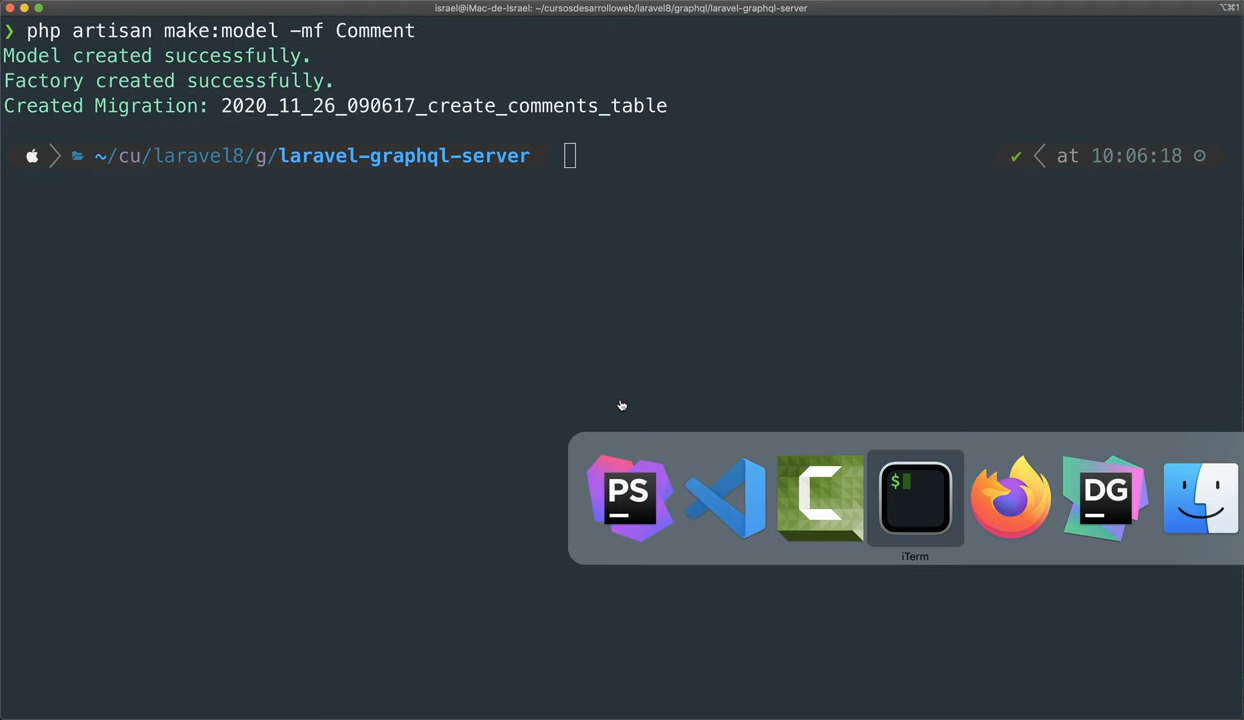 israel@iMac-de-Israel: ~/cursosdesarrolloweb/laravel8/graphql/laravel-graphql-server
⌥⌘1
❯ php artisan make:model -mf Comment
Model created successfully.
Factory created successfully.
Created Migration: 2020_11_26_090617_create_comments_table
~/cu/laravel8/g/laravel-graphql-server
✔ at 10:06:18
PS
C
$
DG
iTerm